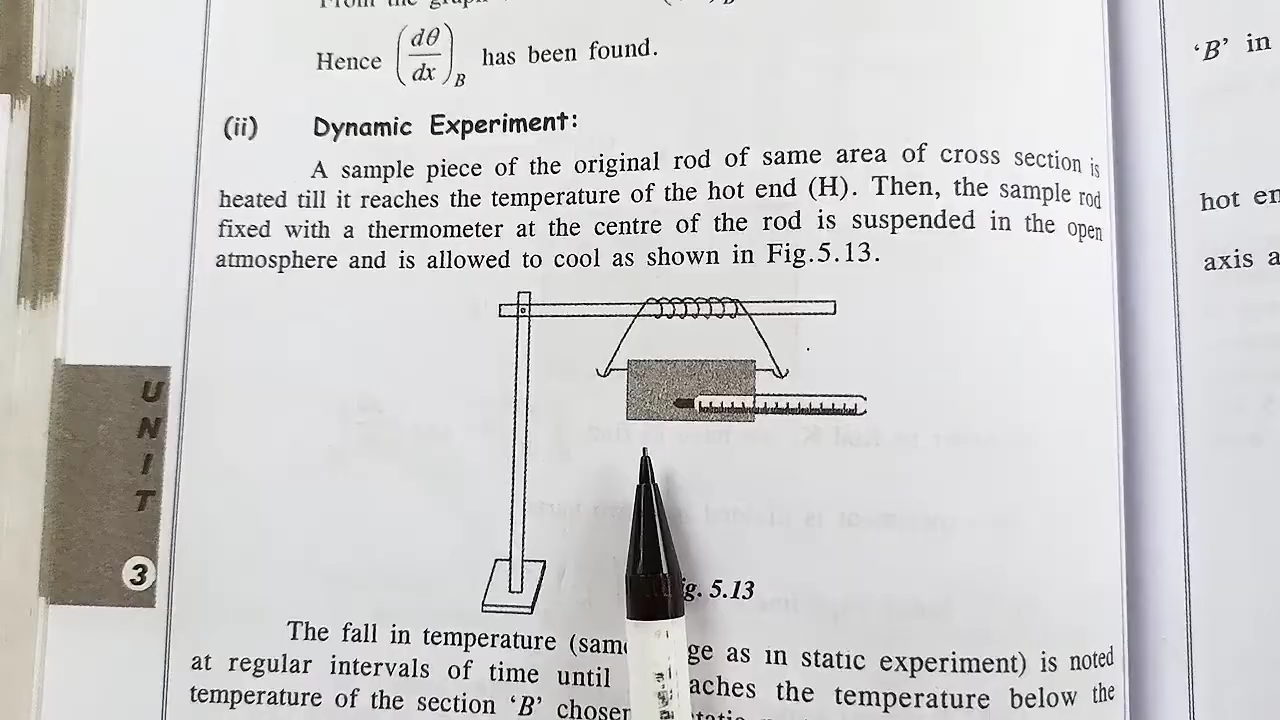 From the graph
B
Hence (dθ/dx)B has been found.
(ii) Dynamic Experiment:
A sample piece of the original rod of same area of cross section is
heated till it reaches the temperature of the hot end (H). Then, the sample rod
fixed with a thermometer at the centre of the rod is suspended in the open
atmosphere and is allowed to cool as shown in Fig.5.13.
g. 5.13
The fall in temperature (sam ge as in static experiment) is noted
at regular intervals of time until aches the temperature below the
temperature of the section 'B' chosen
UNIT
3
'B' in
hot en
axis a